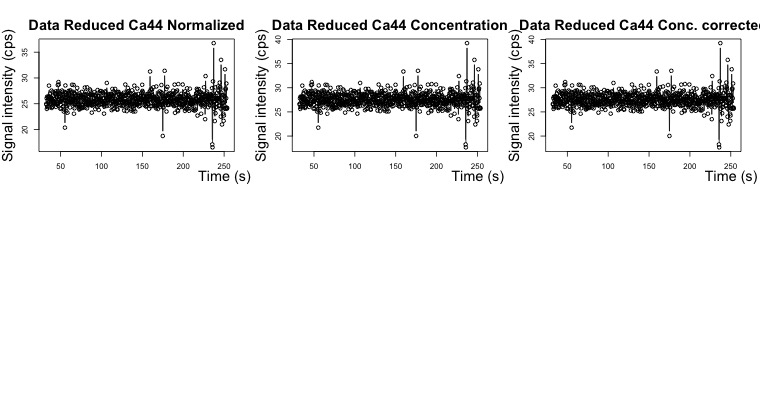 Data Reduced Ca44 Normalized
Signal intensity (cps)
35
30
25
20
50 100 150 200 250
Time (s)
Data Reduced Ca44 Concentration
Signal intensity (cps)
40
35
30
25
20
50 100 150 200 250
Time (s)
Data Reduced Ca44 Conc. corrected
Signal intensity (cps)
40
35
30
25
20
50 100 150 200 250
Time (s)